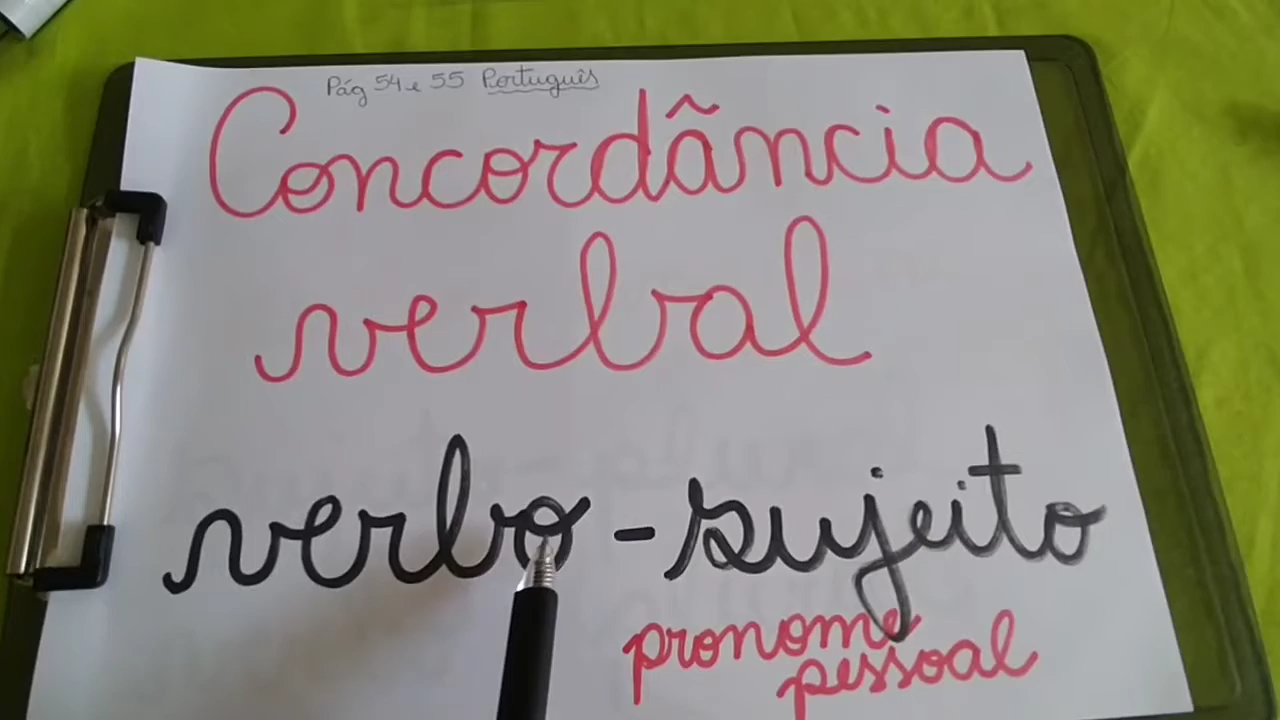 Pág 54 e 55 Português
Concordância
verbal
verbo - sujeito
pronome
pessoal